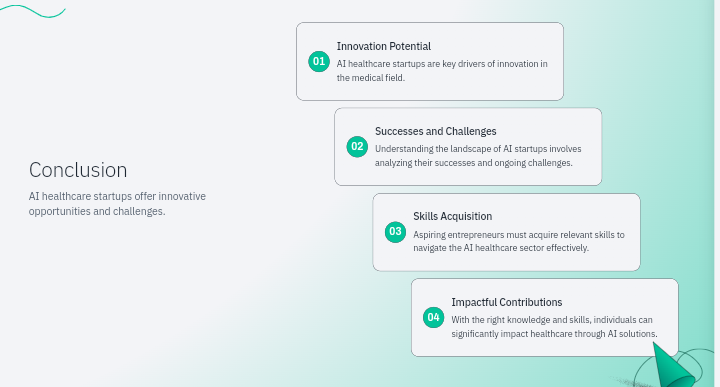 Conclusion
AI healthcare startups offer innovative
opportunities and challenges.
01
Innovation Potential
AI healthcare startups are key drivers of innovation in
the medical field.
02
Successes and Challenges
Understanding the landscape of AI startups involves
analyzing their successes and ongoing challenges.
03
Skills Acquisition
Aspiring entrepreneurs must acquire relevant skills to
navigate the AI healthcare sector effectively.
04
Impactful Contributions
With the right knowledge and skills, individuals can
significantly impact healthcare through AI solutions.